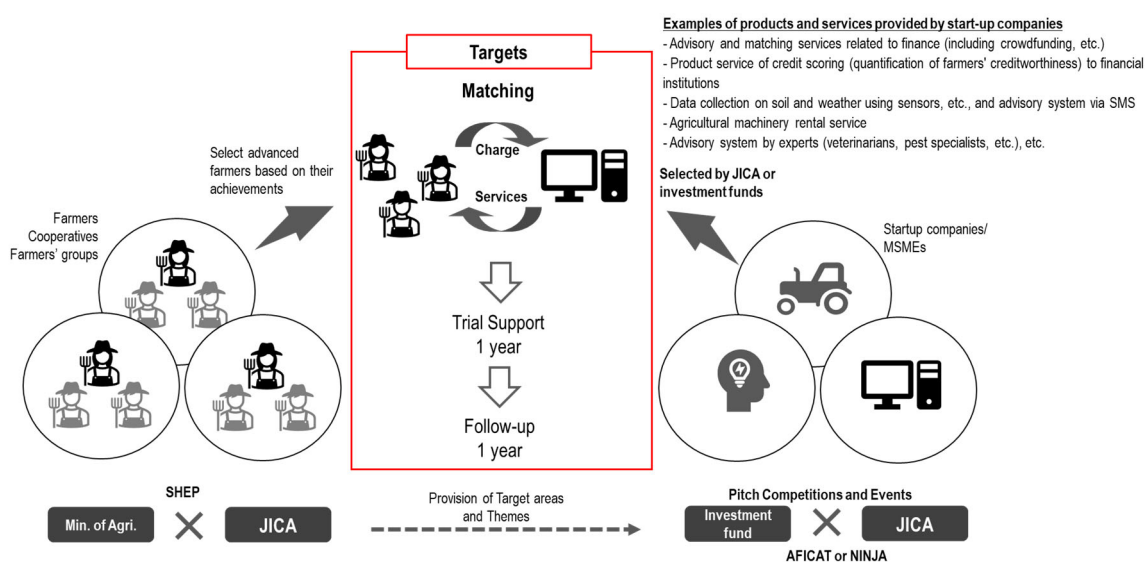 Examples of products and services provided by start-up companies
- Advisory and matching services related to finance (including crowdfunding, etc.)
- Product service of credit scoring (quantification of farmers' creditworthiness) to financial
institutions
- Data collection on soil and weather using sensors, etc., and advisory system via SMS
- Agricultural machinery rental service
- Advisory system by experts (veterinarians, pest specialists, etc.), etc.
Targets
Matching
Charge
Services
Trial Support
1 year
Follow-up
1 year
Select advanced
farmers based on their
achievements
Farmers
Cooperatives
Farmers' groups
Selected by JICA or
investment funds
Startup companies/
MSMEs
SHEP
Min. of Agri.
JICA
Provision of Target areas
and Themes
Pitch Competitions and Events
Investment
fund
JICA
AFICAT or NINJA